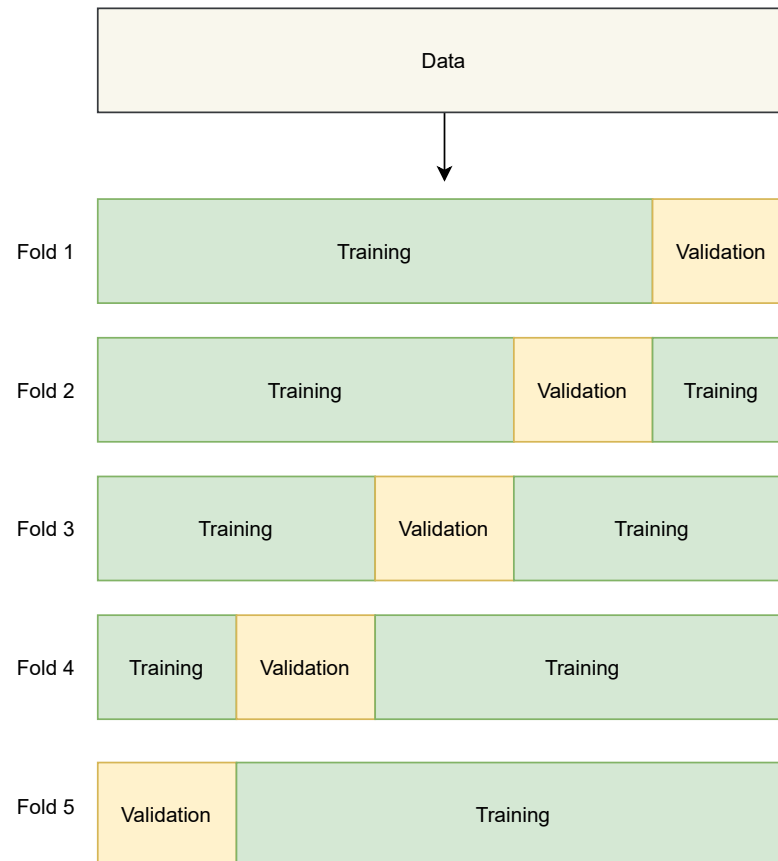 Data
Fold 1 Training Validation
Fold 2 Training Validation Training
Fold 3 Training Validation Training
Fold 4 Training Validation Training
Fold 5 Validation Training